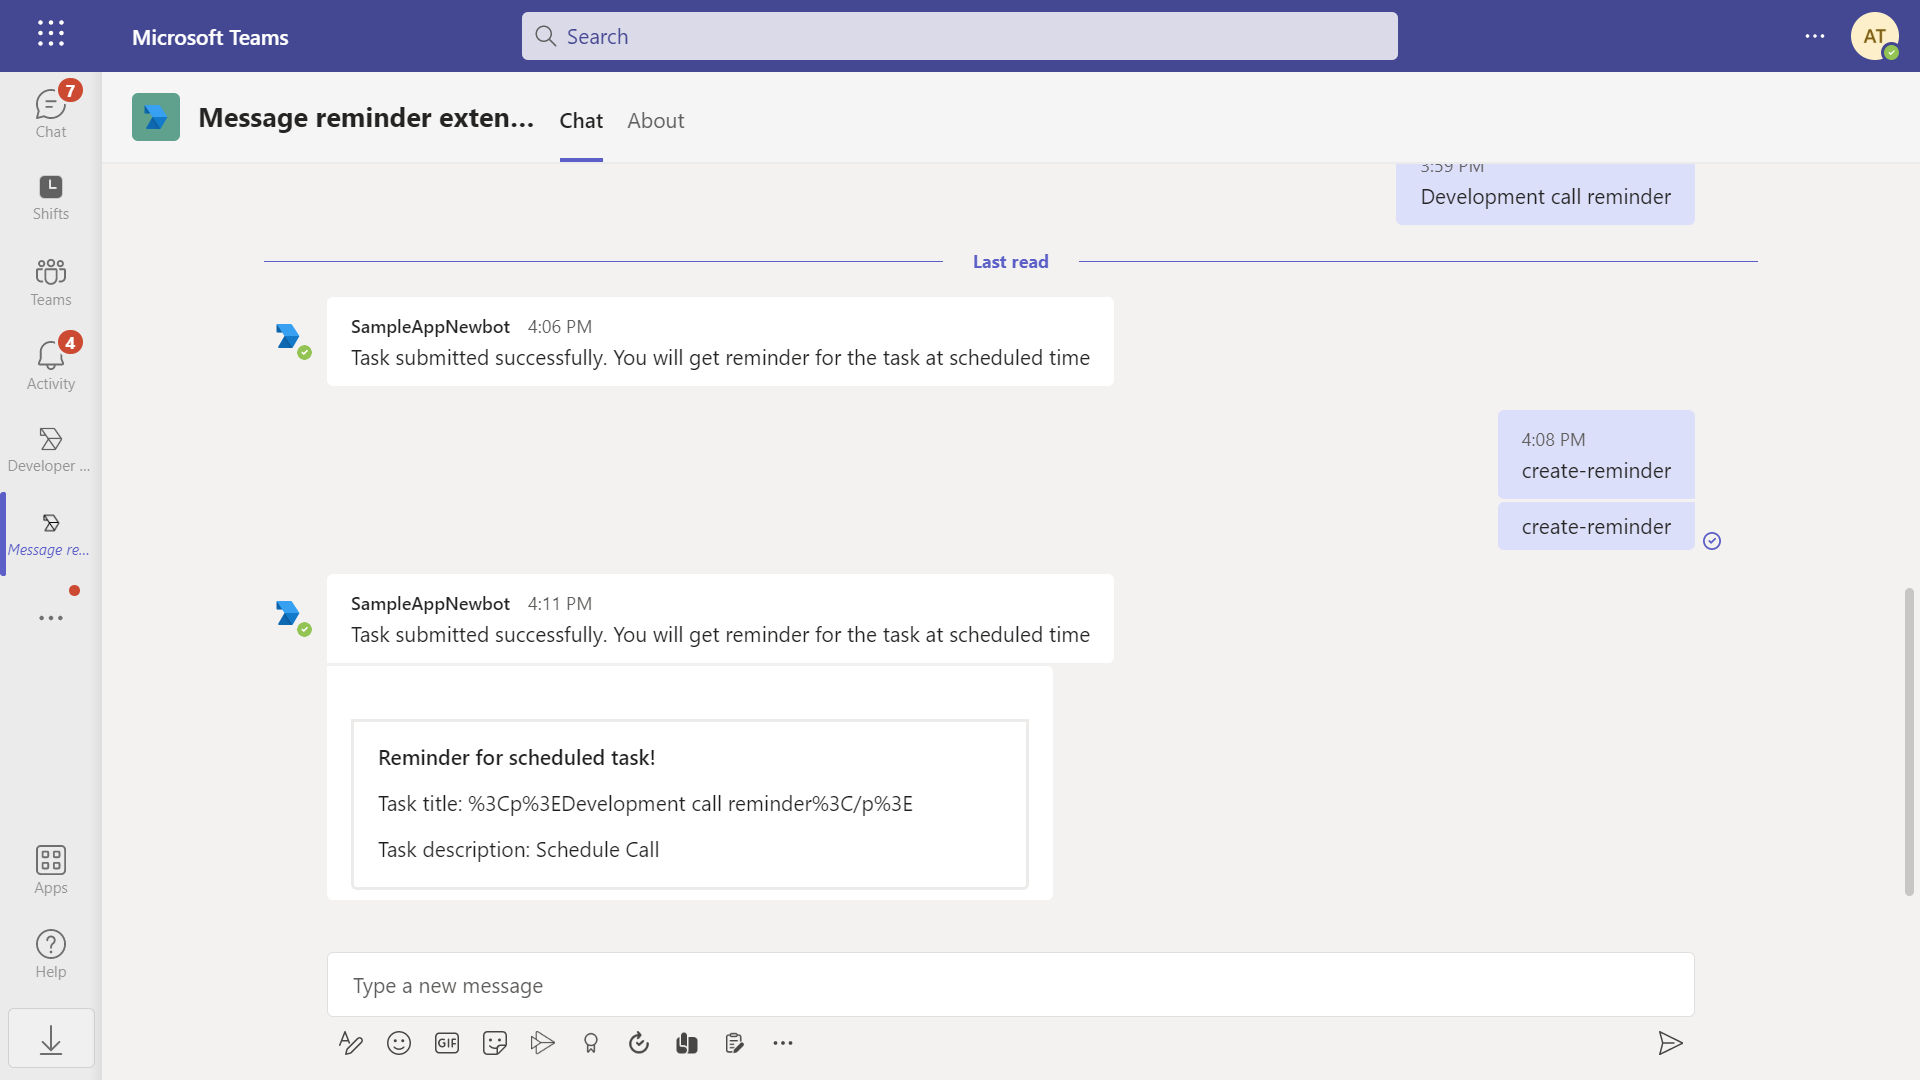 Microsoft Teams
Search
AT
7
Chat
Shifts
Teams
4
Activity
Developer ...
Message re...
Apps
Help
Message reminder exten...
Chat
About
3:59 PM
Development call reminder
Last read
SampleAppNewbot 4:06 PM
Task submitted successfully. You will get reminder for the task at scheduled time
4:08 PM
create-reminder
create-reminder
SampleAppNewbot 4:11 PM
Task submitted successfully. You will get reminder for the task at scheduled time
Reminder for scheduled task!
Task title: %3Cp%3EDevelopment call reminder%3C/p%3E
Task description: Schedule Call
Type a new message
GIF